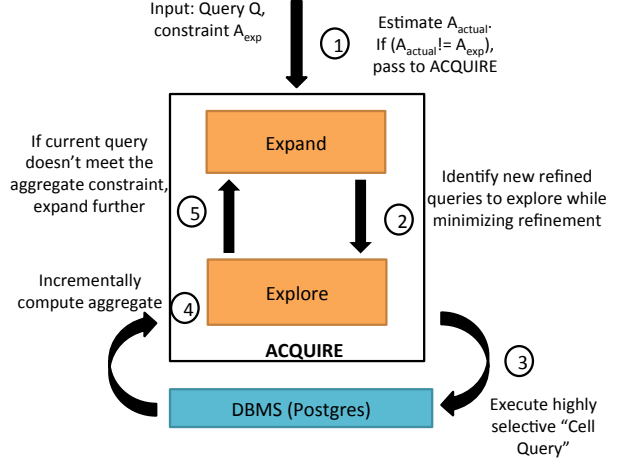 Input: Query Q,
constraint A_exp
1
Estimate A_actual.
If (A_actual != A_exp),
pass to ACQUIRE
Expand
If current query
doesn't meet the
aggregate constraint,
expand further
5
2
Identify new refined
queries to explore while
minimizing refinement
Incrementally
compute aggregate
4
Explore
ACQUIRE
3
DBMS (Postgres)
Execute highly
selective “Cell
Query”